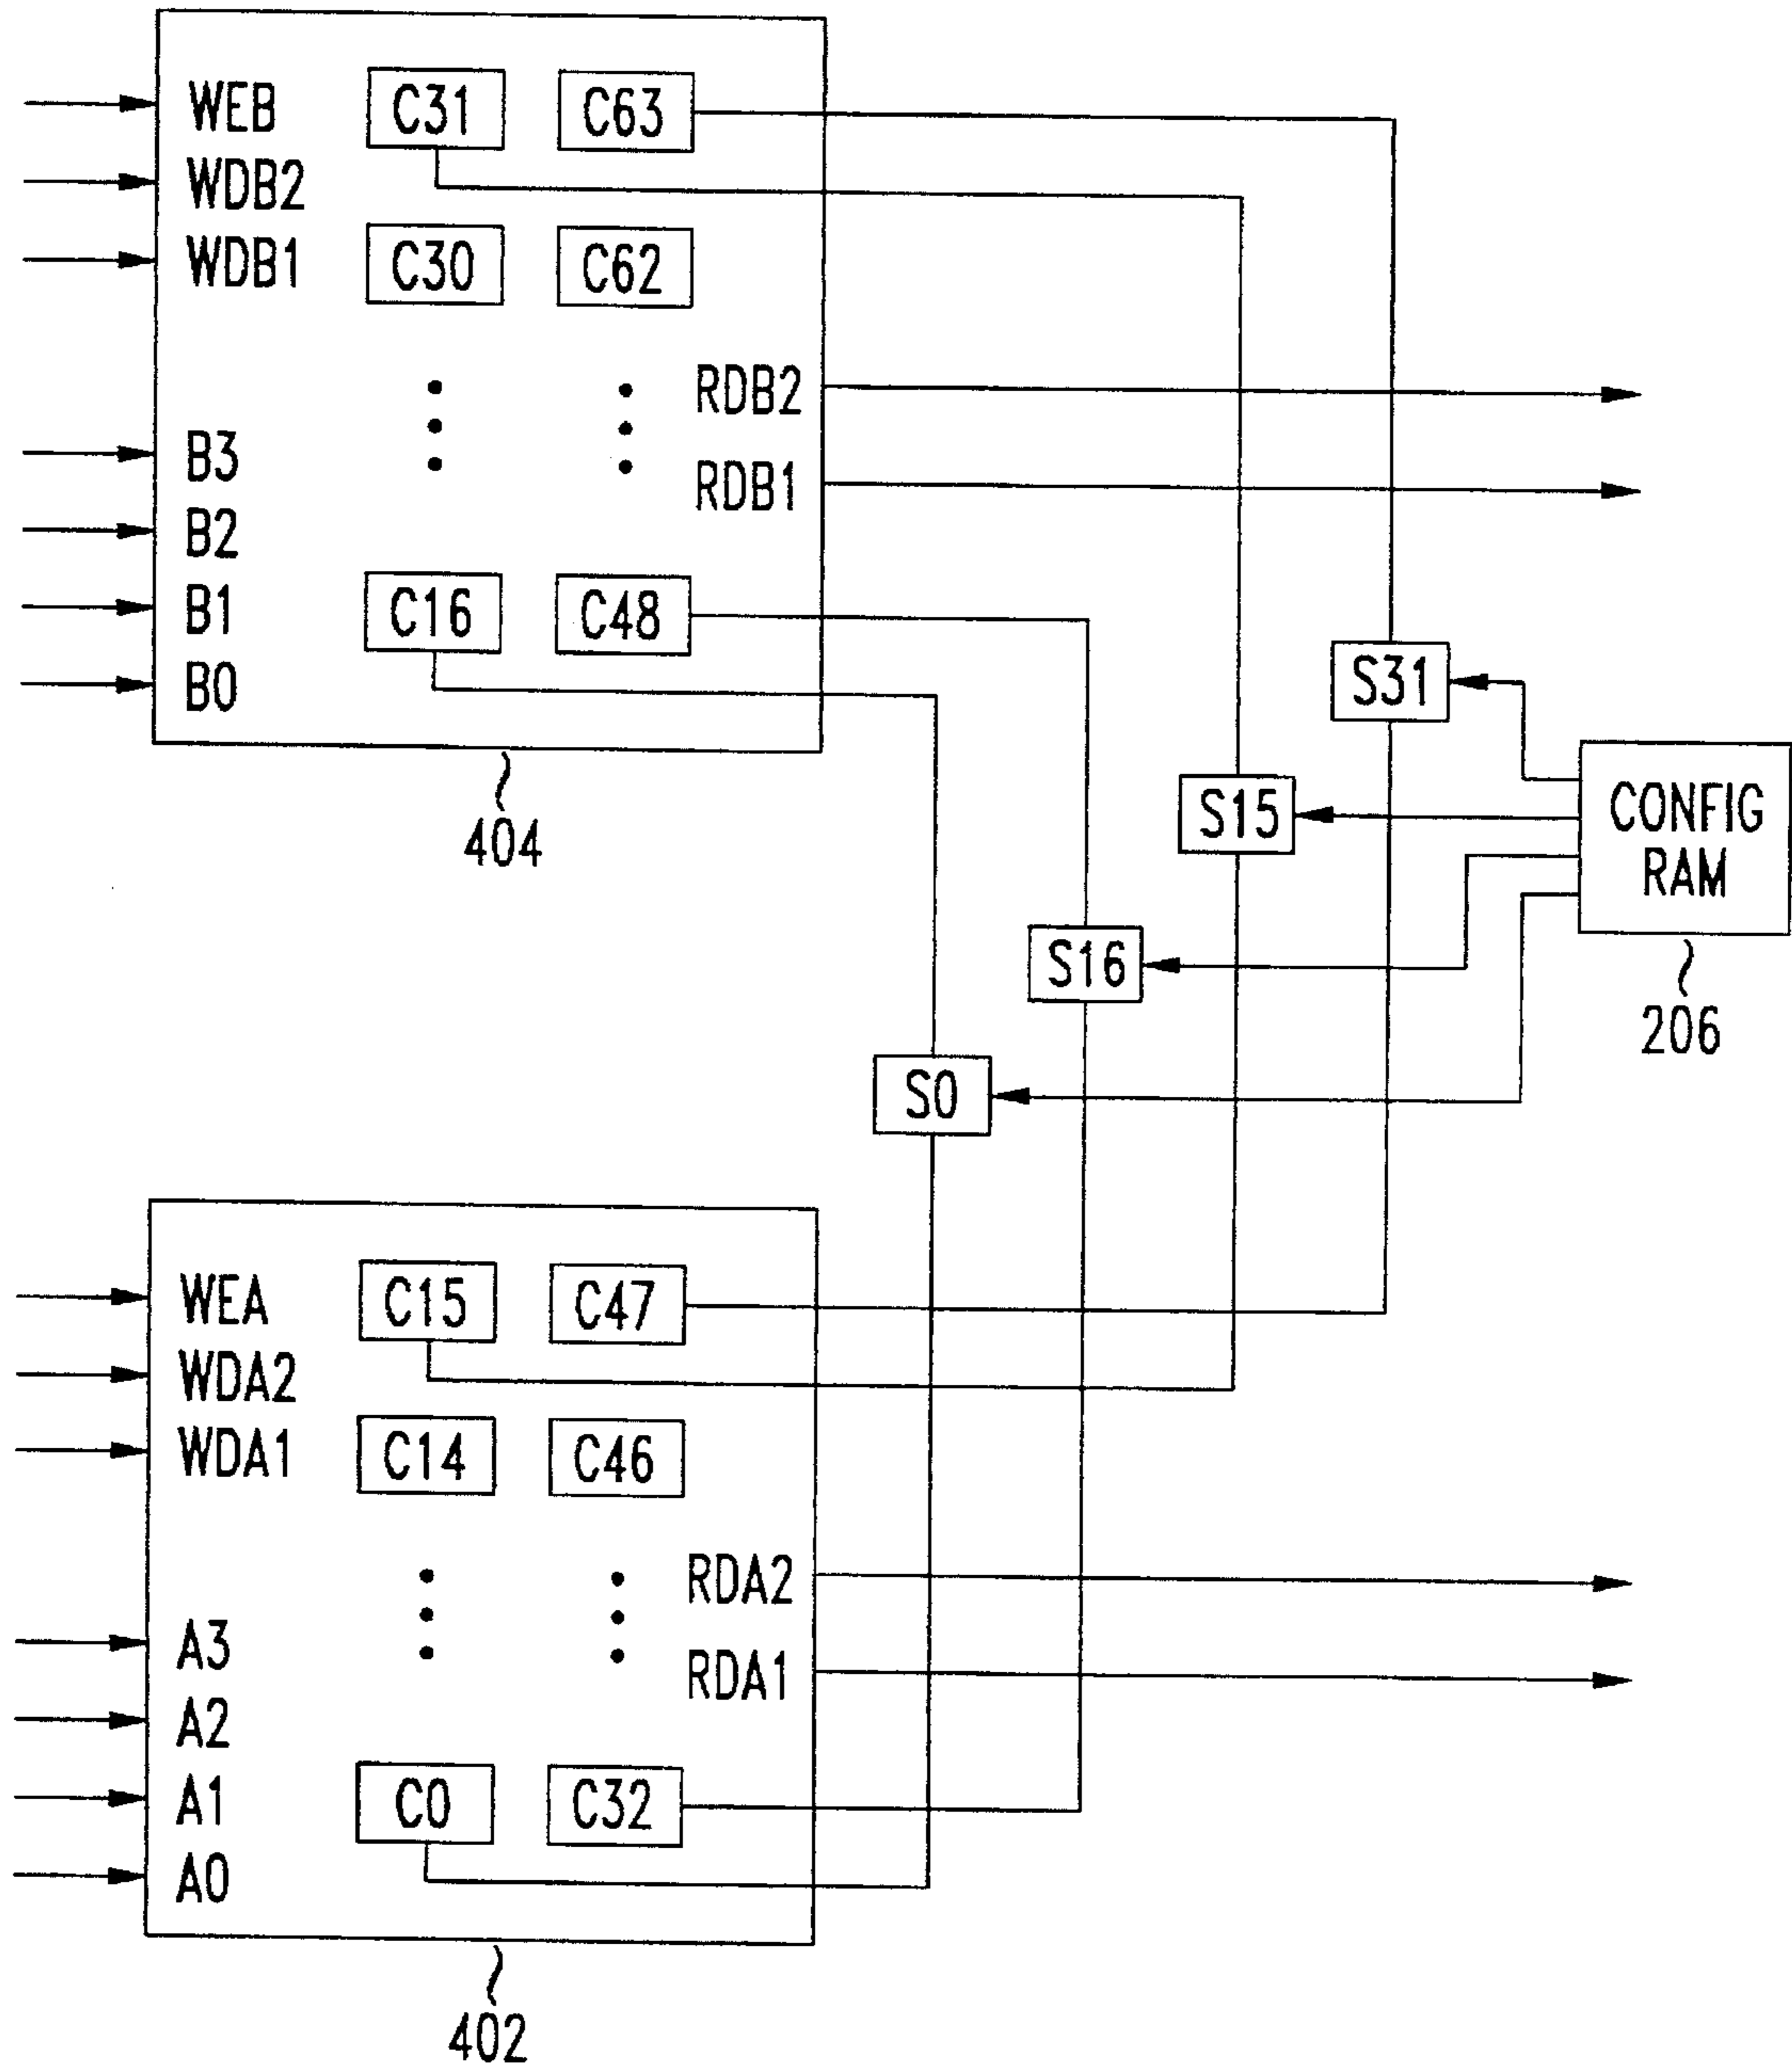 WEB C31 C63
WDB2
WDB1 C30 C62
RDB2
B3
RDB1
B2
B1 C16 C48
B0
S31
404
S15
CONFIG
RAM
S16
206
S0
WEA C15 C47
WDA2
WDA1 C14 C46
RDA2
A3
RDA1
A2
A1 C0 C32
A0
402